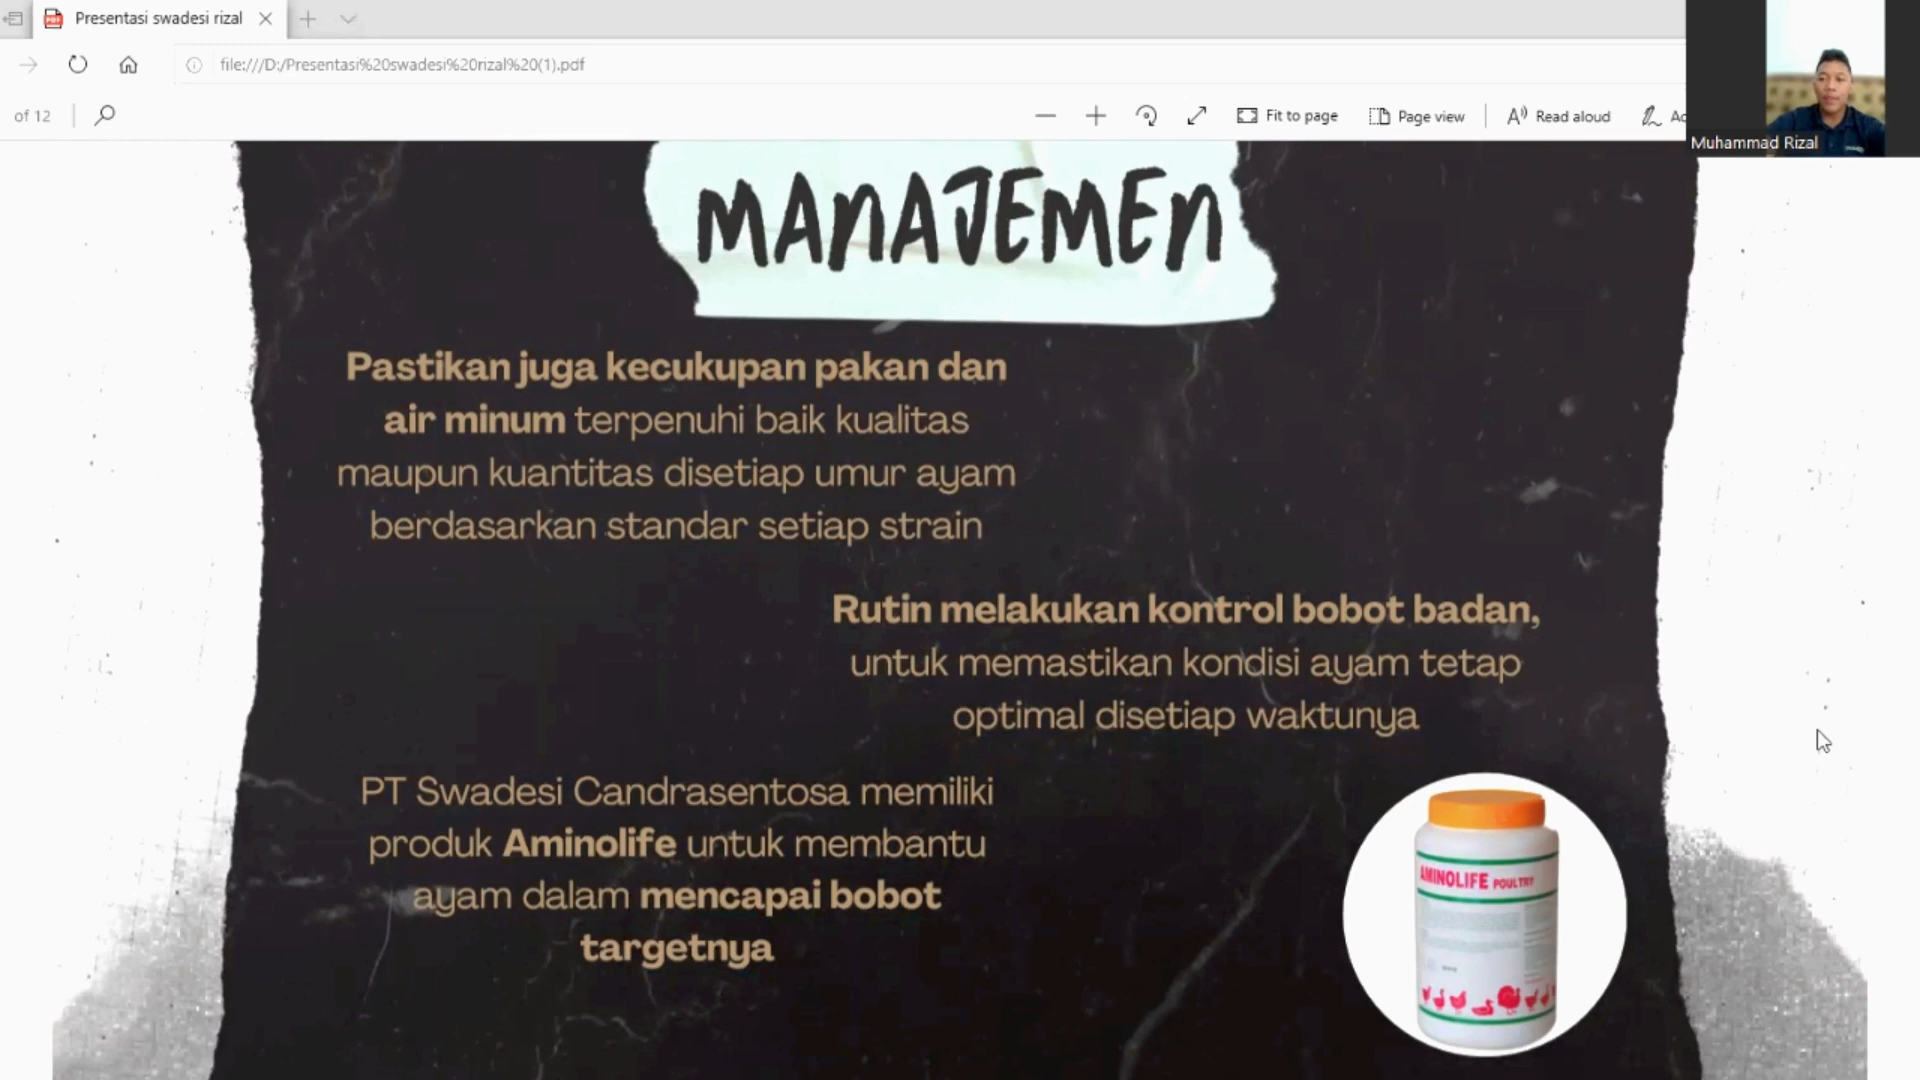 Presentasi swadesi rizal
file:///D:/Presentasi%20swadesi%20rizal%20(1).pdf
of 12
Fit to page
Page view
Read aloud
Muhammad Rizal
MANAJEMEN
Pastikan juga kecukupan pakan dan
air minum terpenuhi baik kualitas
maupun kuantitas disetiap umur ayam
berdasarkan standar setiap strain
Rutin melakukan kontrol bobot badan,
untuk memastikan kondisi ayam tetap
optimal disetiap waktunya
PT Swadesi Candrasentosa memiliki
produk Aminolife untuk membantu
ayam dalam mencapai bobot
targetnya
AMINOLIFE POULTRY